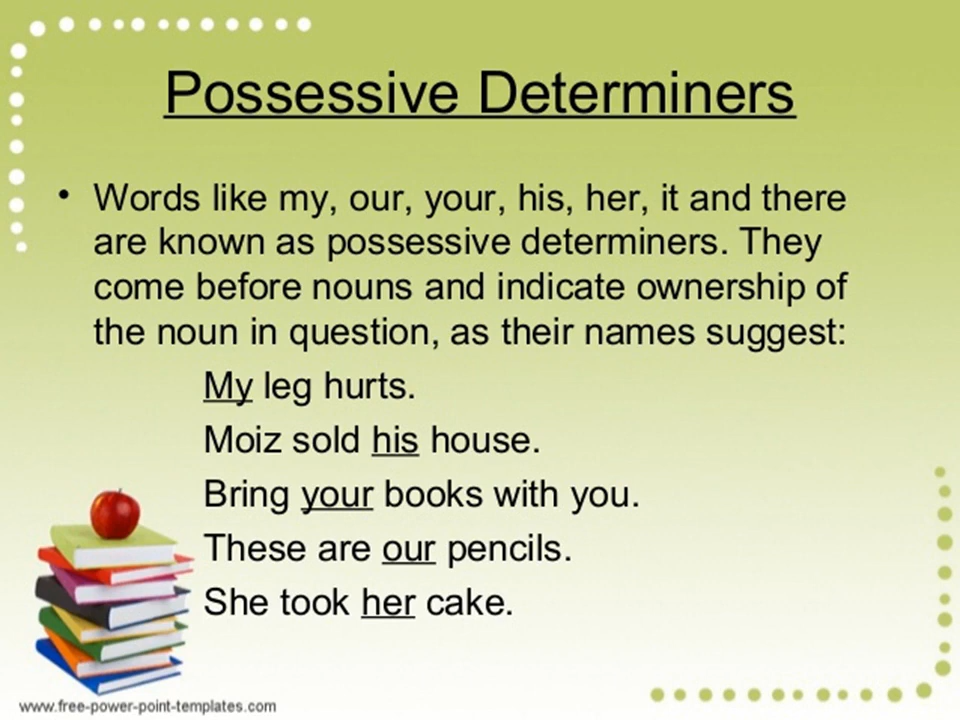 Possessive Determiners
• Words like my, our, your, his, her, it and there
are known as possessive determiners. They
come before nouns and indicate ownership of
the noun in question, as their names suggest:
My leg hurts.
Moiz sold his house.
Bring your books with you.
These are our pencils.
She took her cake.
www.free-power-point-templates.com